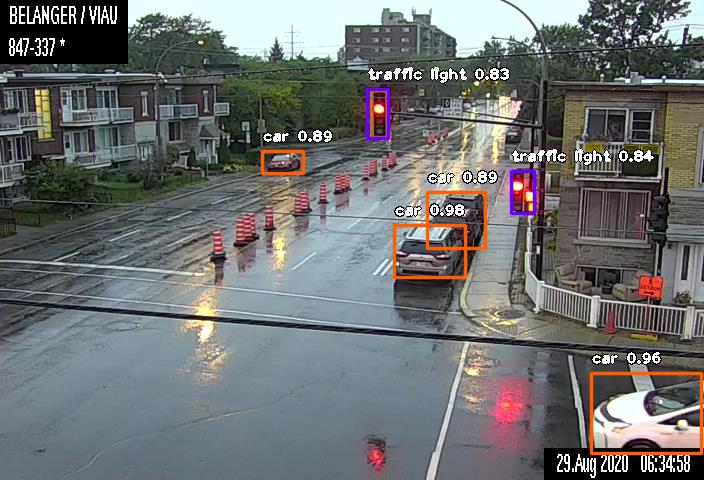 BELANGER / VIAU
847-337 *
traffic light 0.83
car 0.89
traffic light 0.84
car 0.89
car 0.98
DETOUR
car 0.96
29.Aug 2020 06:34:58